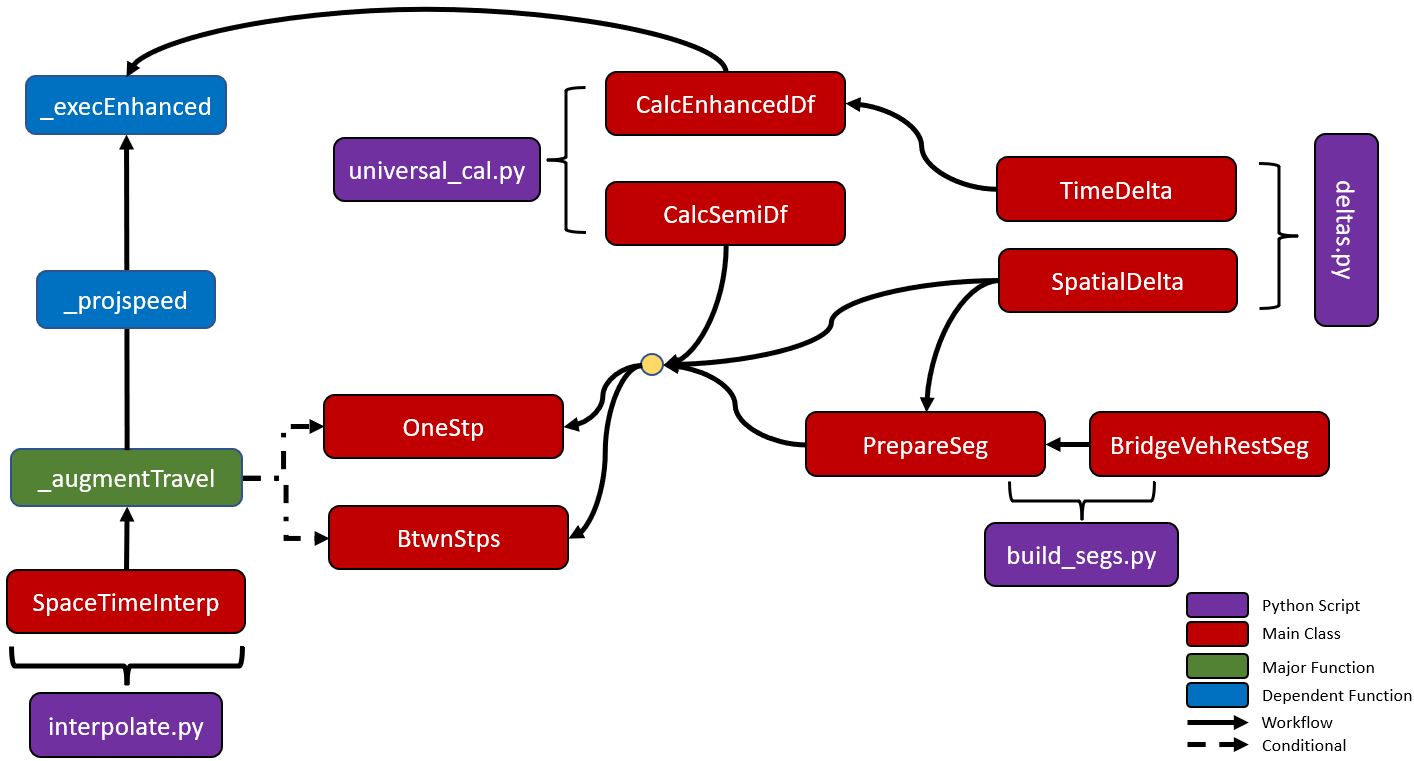 _execEnhanced
CalcEnhancedDf
universal_cal.py
CalcSemiDf
TimeDelta
SpatialDelta
deltas.py
_projspeed
OneStp
_augmentTravel
BtwnStps
PrepareSeg
BridgeVehRestSeg
build_segs.py
SpaceTimeInterp
interpolate.py
Python Script
Main Class
Major Function
Dependent Function
Workflow
Conditional